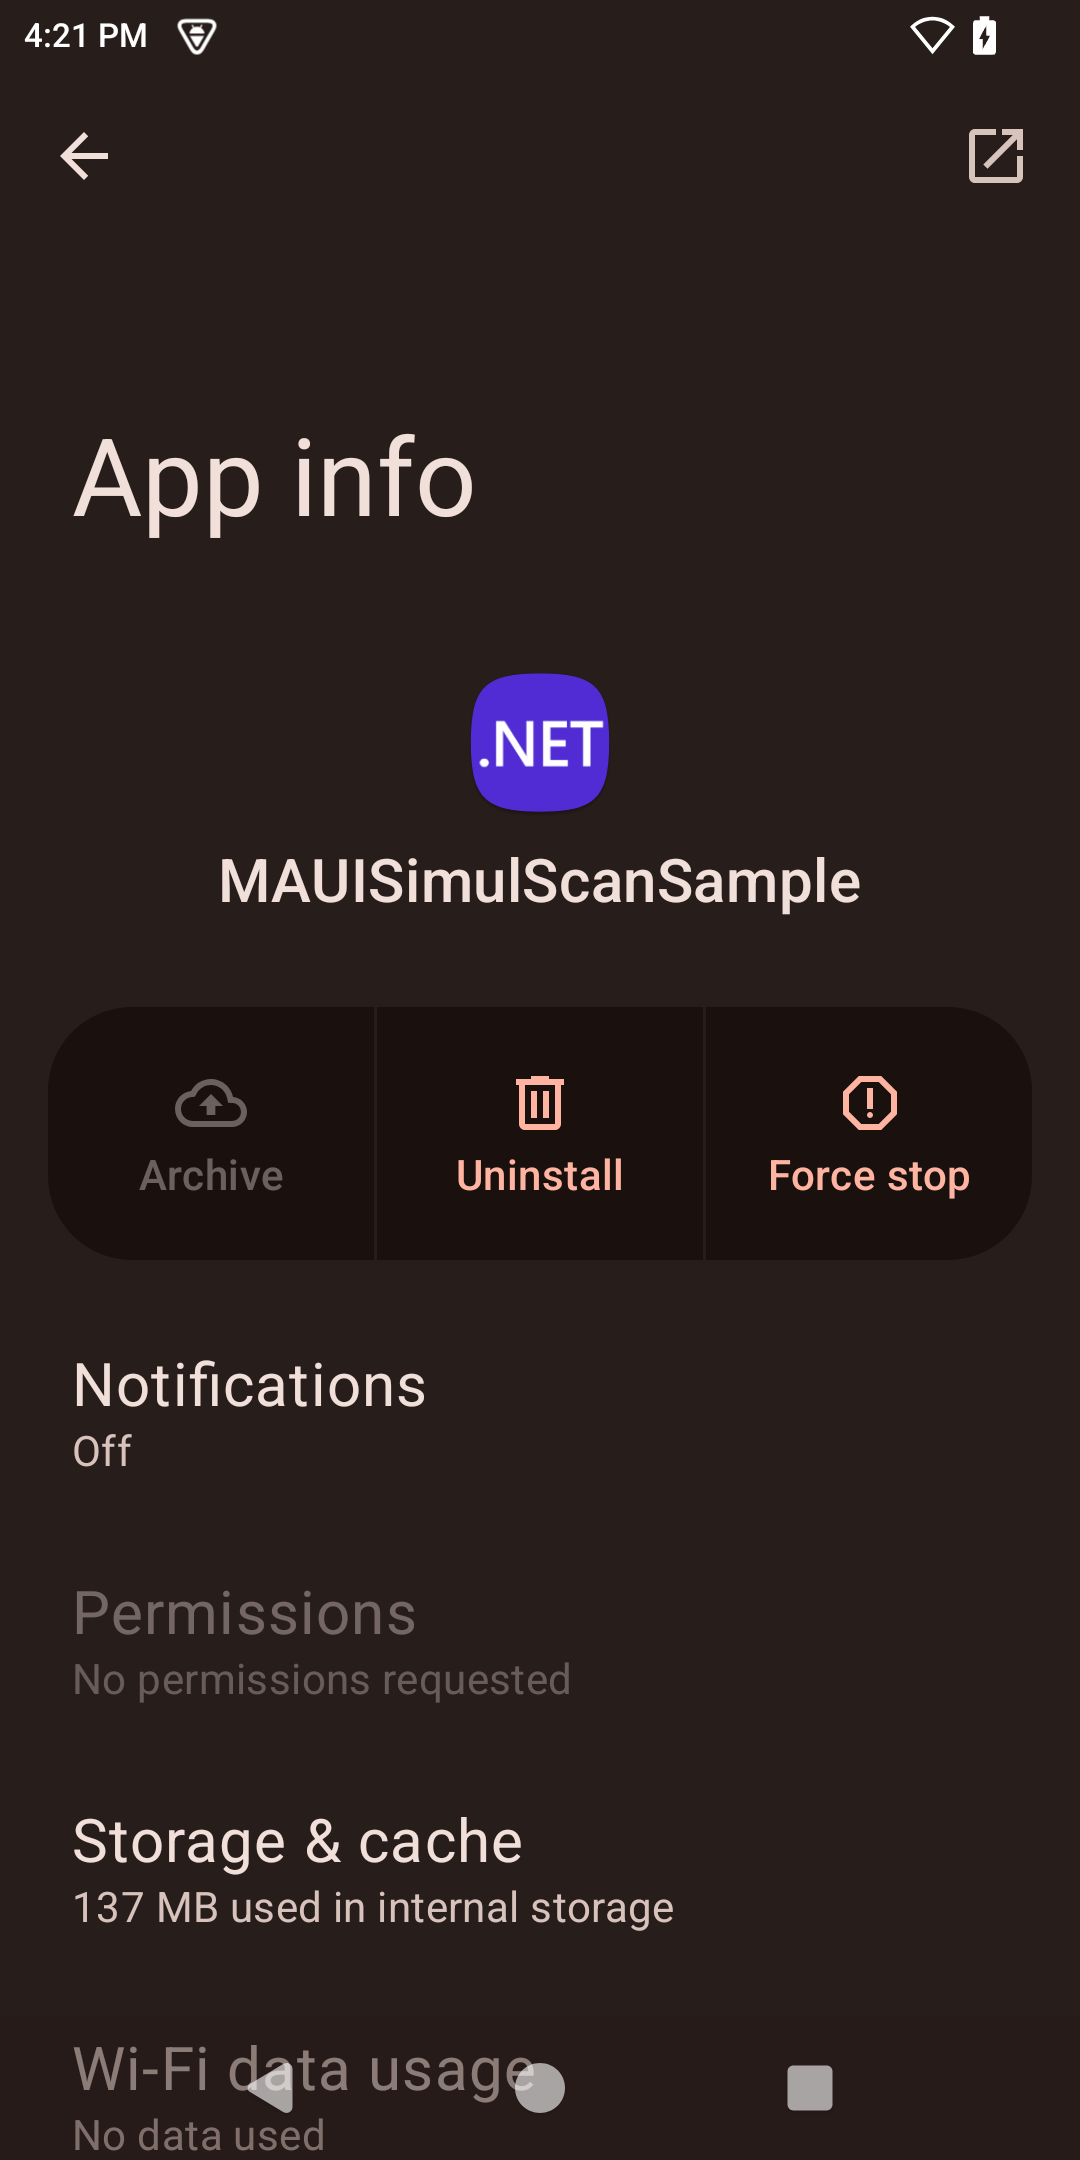 4:21 PM
App info
.NET
MAUISimulScanSample
Archive
Uninstall
Force stop
Notifications
Off
Permissions
No permissions requested
Storage & cache
137 MB used in internal storage
Wi-Fi data usage
No data used